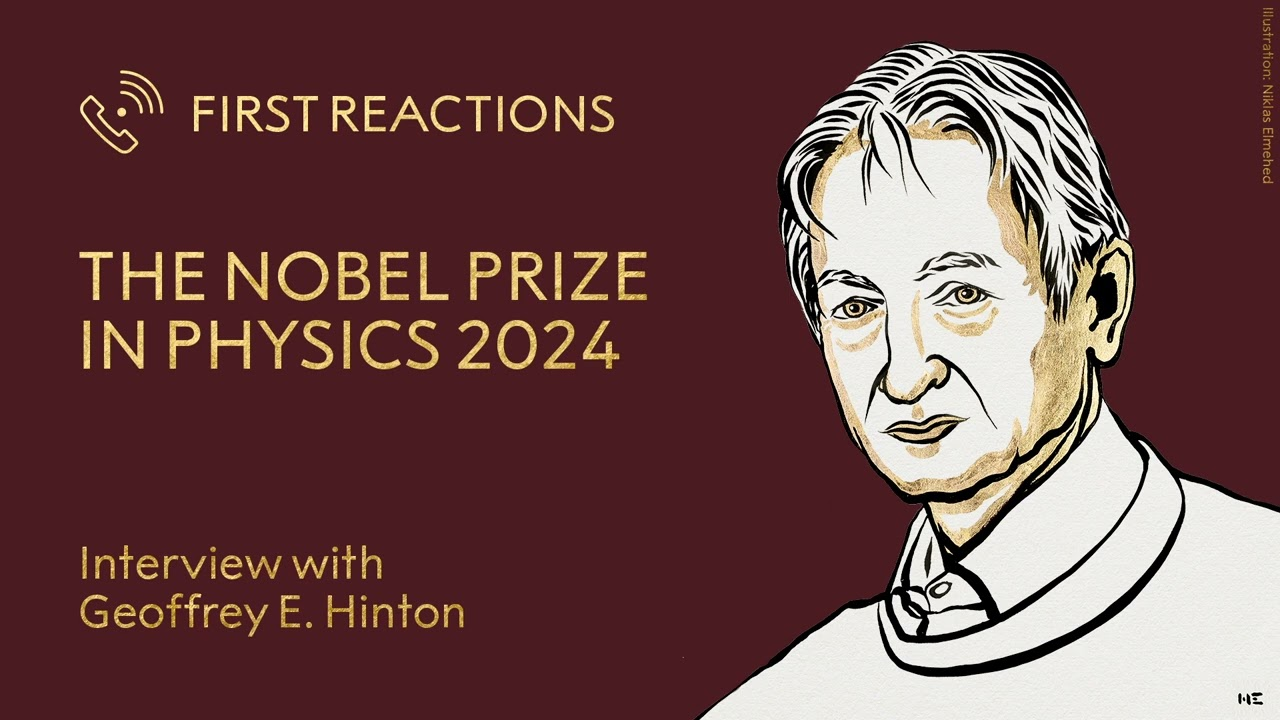 FIRST REACTIONS
THE NOBEL PRIZE
IN PHYSICS 2024
Interview with
Geoffrey E. Hinton
Illustration: Niklas Elmehed